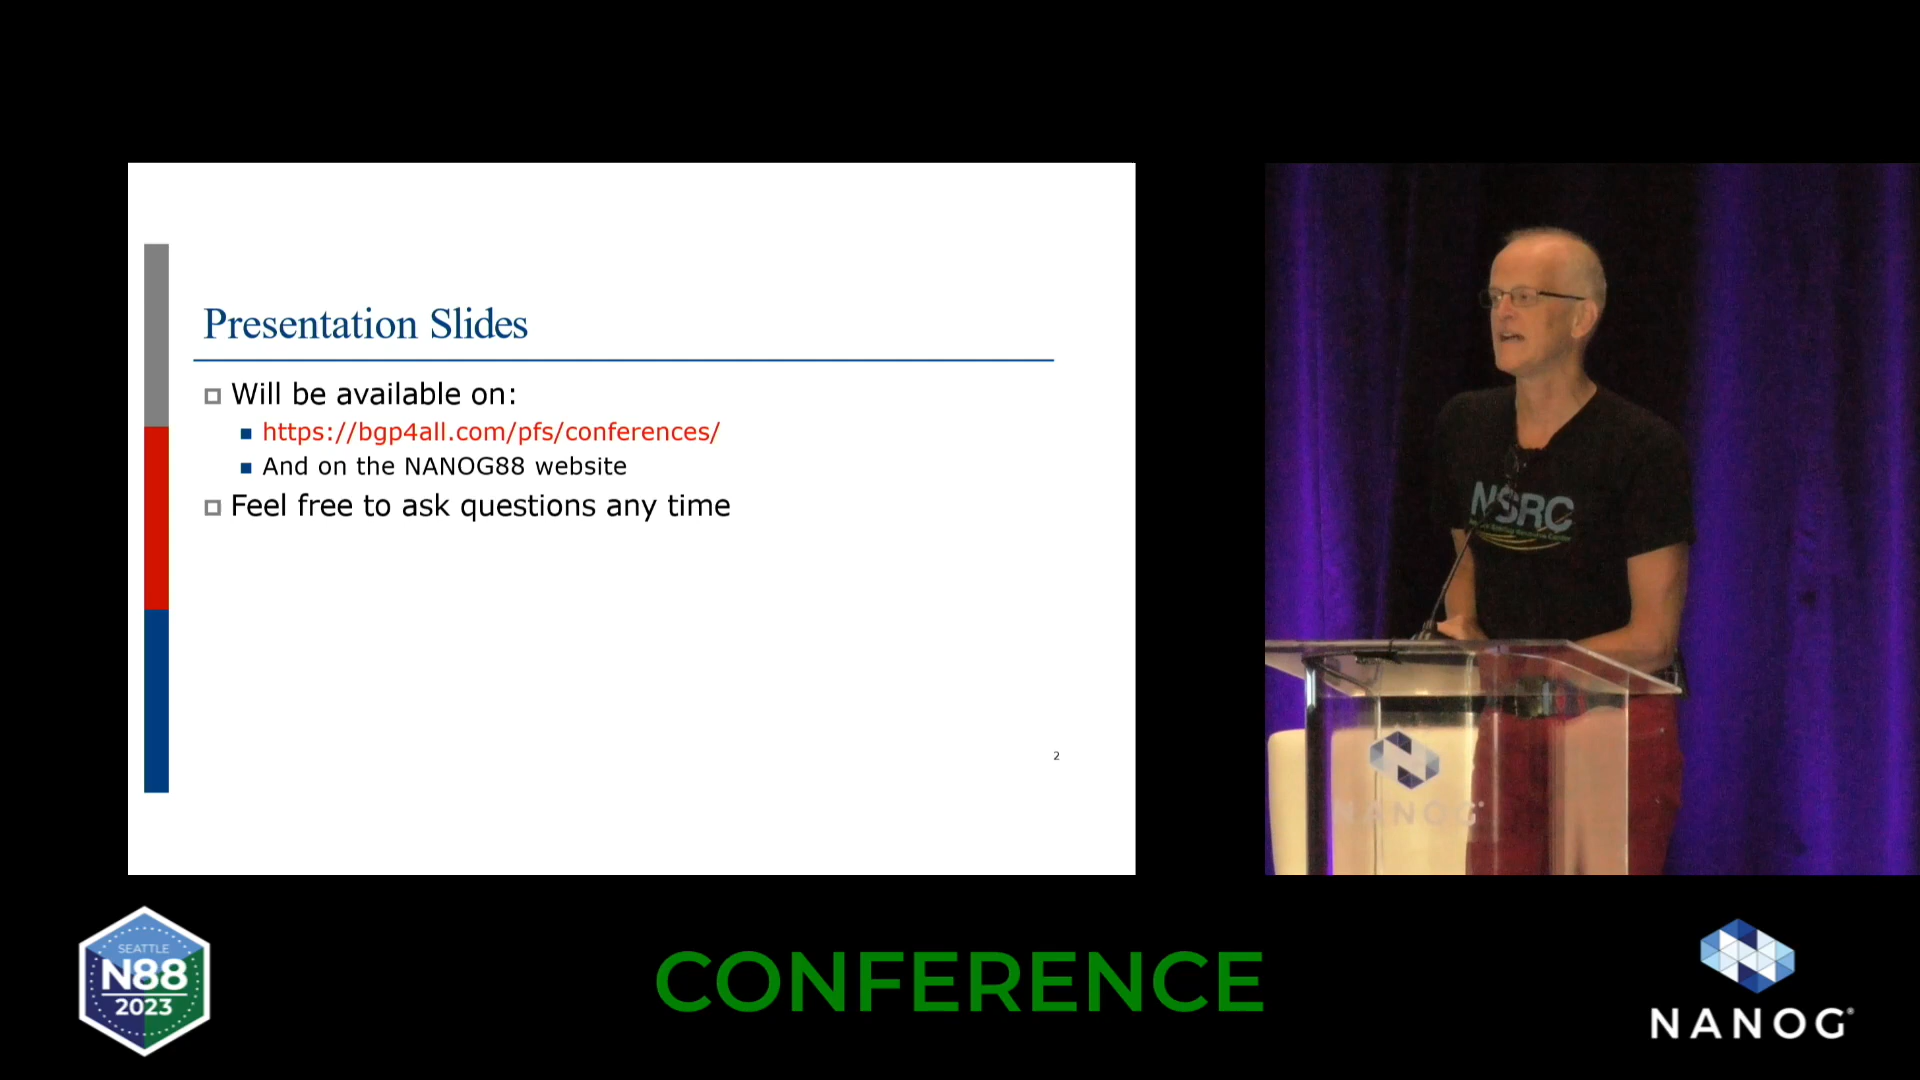 Presentation Slides
Will be available on:
https://bgp4all.com/pfs/conferences/
And on the NANOG88 website
Feel free to ask questions any time
2
NSRC
NANOG
SEATTLE
N88
2023
CONFERENCE
NANOG®